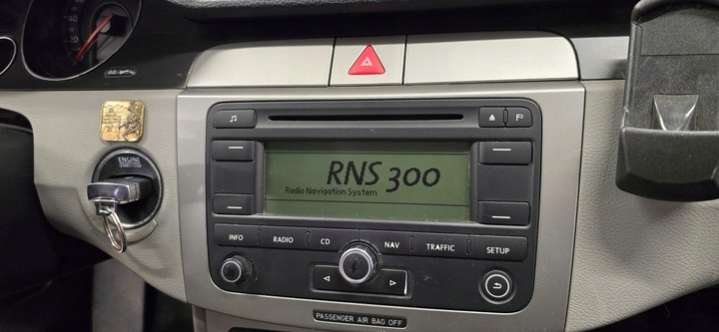 RNS 300
Radio Navigation System
INFO
RADIO
CD
NAV
TRAFFIC
SETUP
PASSENGER AIR BAG OFF
ENGINE